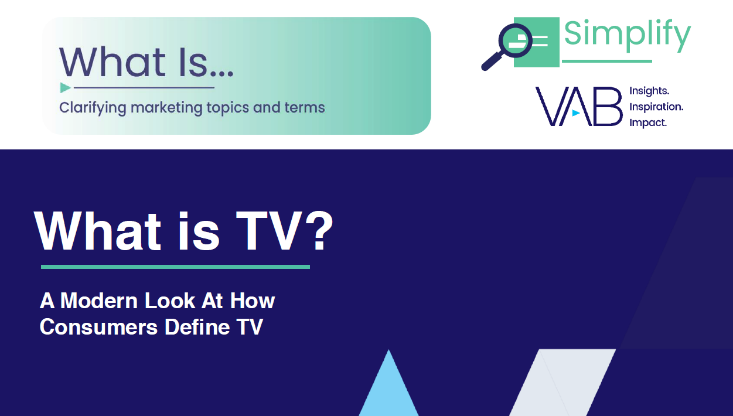 What Is...
Clarifying marketing topics and terms
Simplify
VAB
Insights.
Inspiration.
Impact.
What is TV?
A Modern Look At How
Consumers Define TV